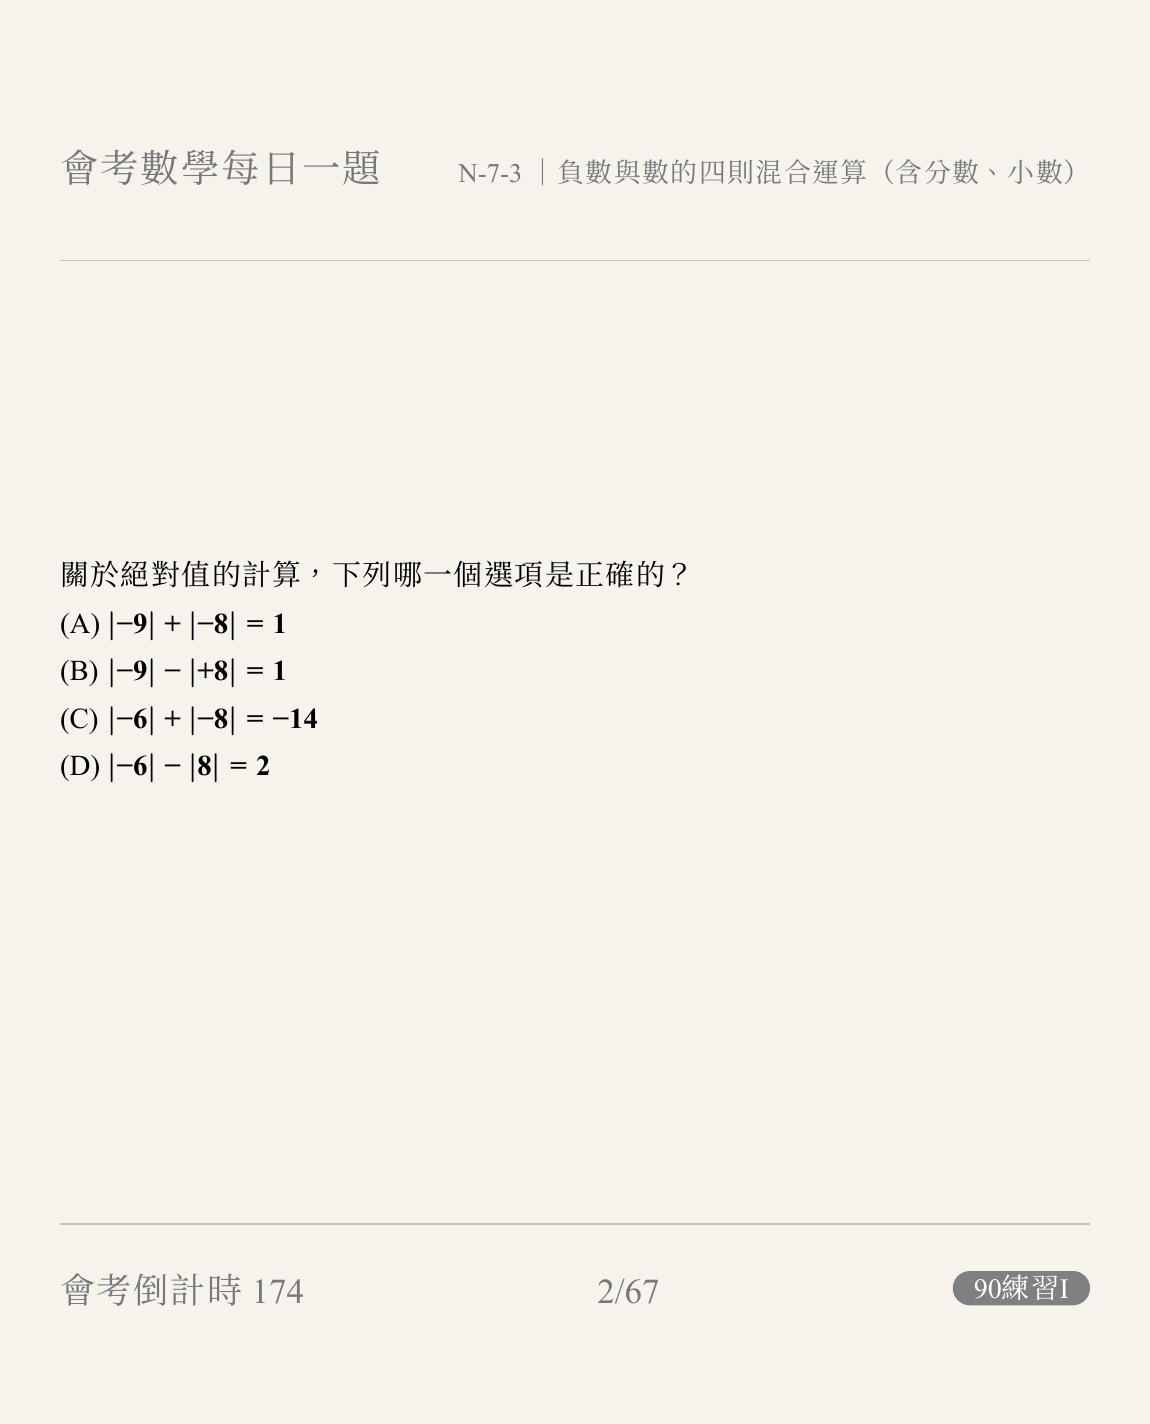 會考數學每日一題
N-7-3｜負數與數的四則混合運算（含分數、小數）
關於絕對值的計算，下列哪一個選項是正確的？
(A) |−9| + |−8| = 1
(B) |−9| − |+8| = 1
(C) |−6| + |−8| = −14
(D) |−6| − |8| = 2
會考倒計時 174
2/67
90練習I